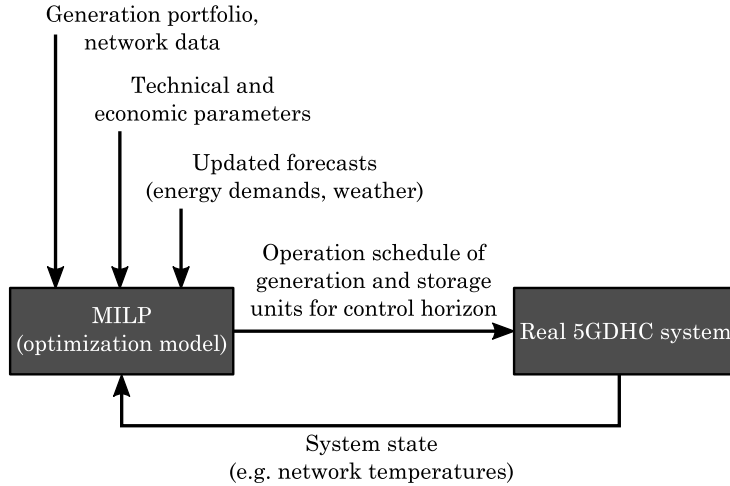 Generation portfolio,
network data
Technical and
economic parameters
Updated forecasts
(energy demands, weather)
Operation schedule of
generation and storage
units for control horizon
MILP
(optimization model)
Real 5GDHC system
System state
(e.g. network temperatures)